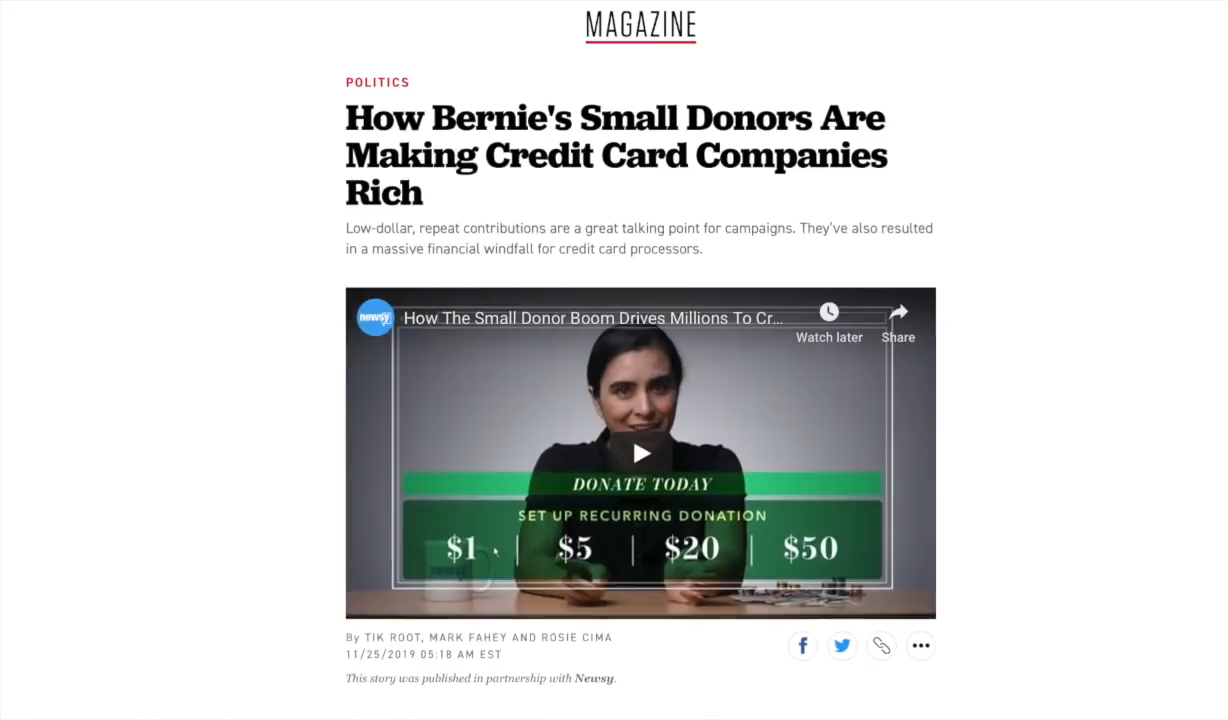 MAGAZINE
POLITICS
How Bernie's Small Donors Are
Making Credit Card Companies
Rich
Low-dollar, repeat contributions are a great talking point for campaigns. They've also resulted
in a massive financial windfall for credit card processors.
newsy
How The Small Donor Boom Drives Millions To Cr...
Watch later
Share
DONATE TODAY
SET UP RECURRING DONATION
$1 | $5 | $20 | $50
By TIK ROOT, MARK FAHEY AND ROSIE CIMA
11/25/2019 05:18 AM EST
This story was published in partnership with Newsy.